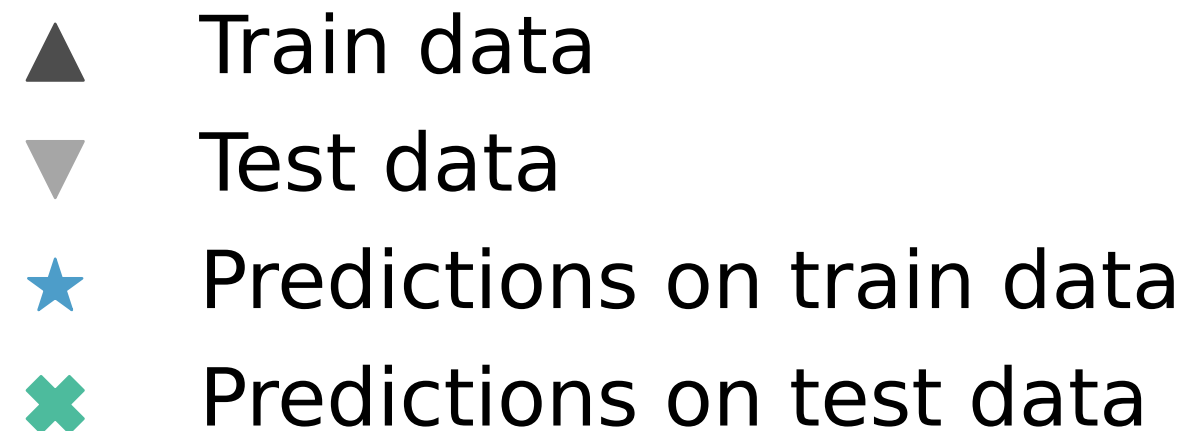 Train data
Test data
Predictions on train data
Predictions on test data